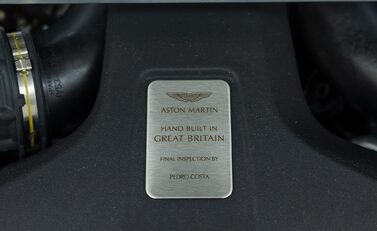 ASTON MARTIN
HAND BUILT IN
GREAT BRITAIN
FINAL INSPECTION BY
PEDRO COSTA